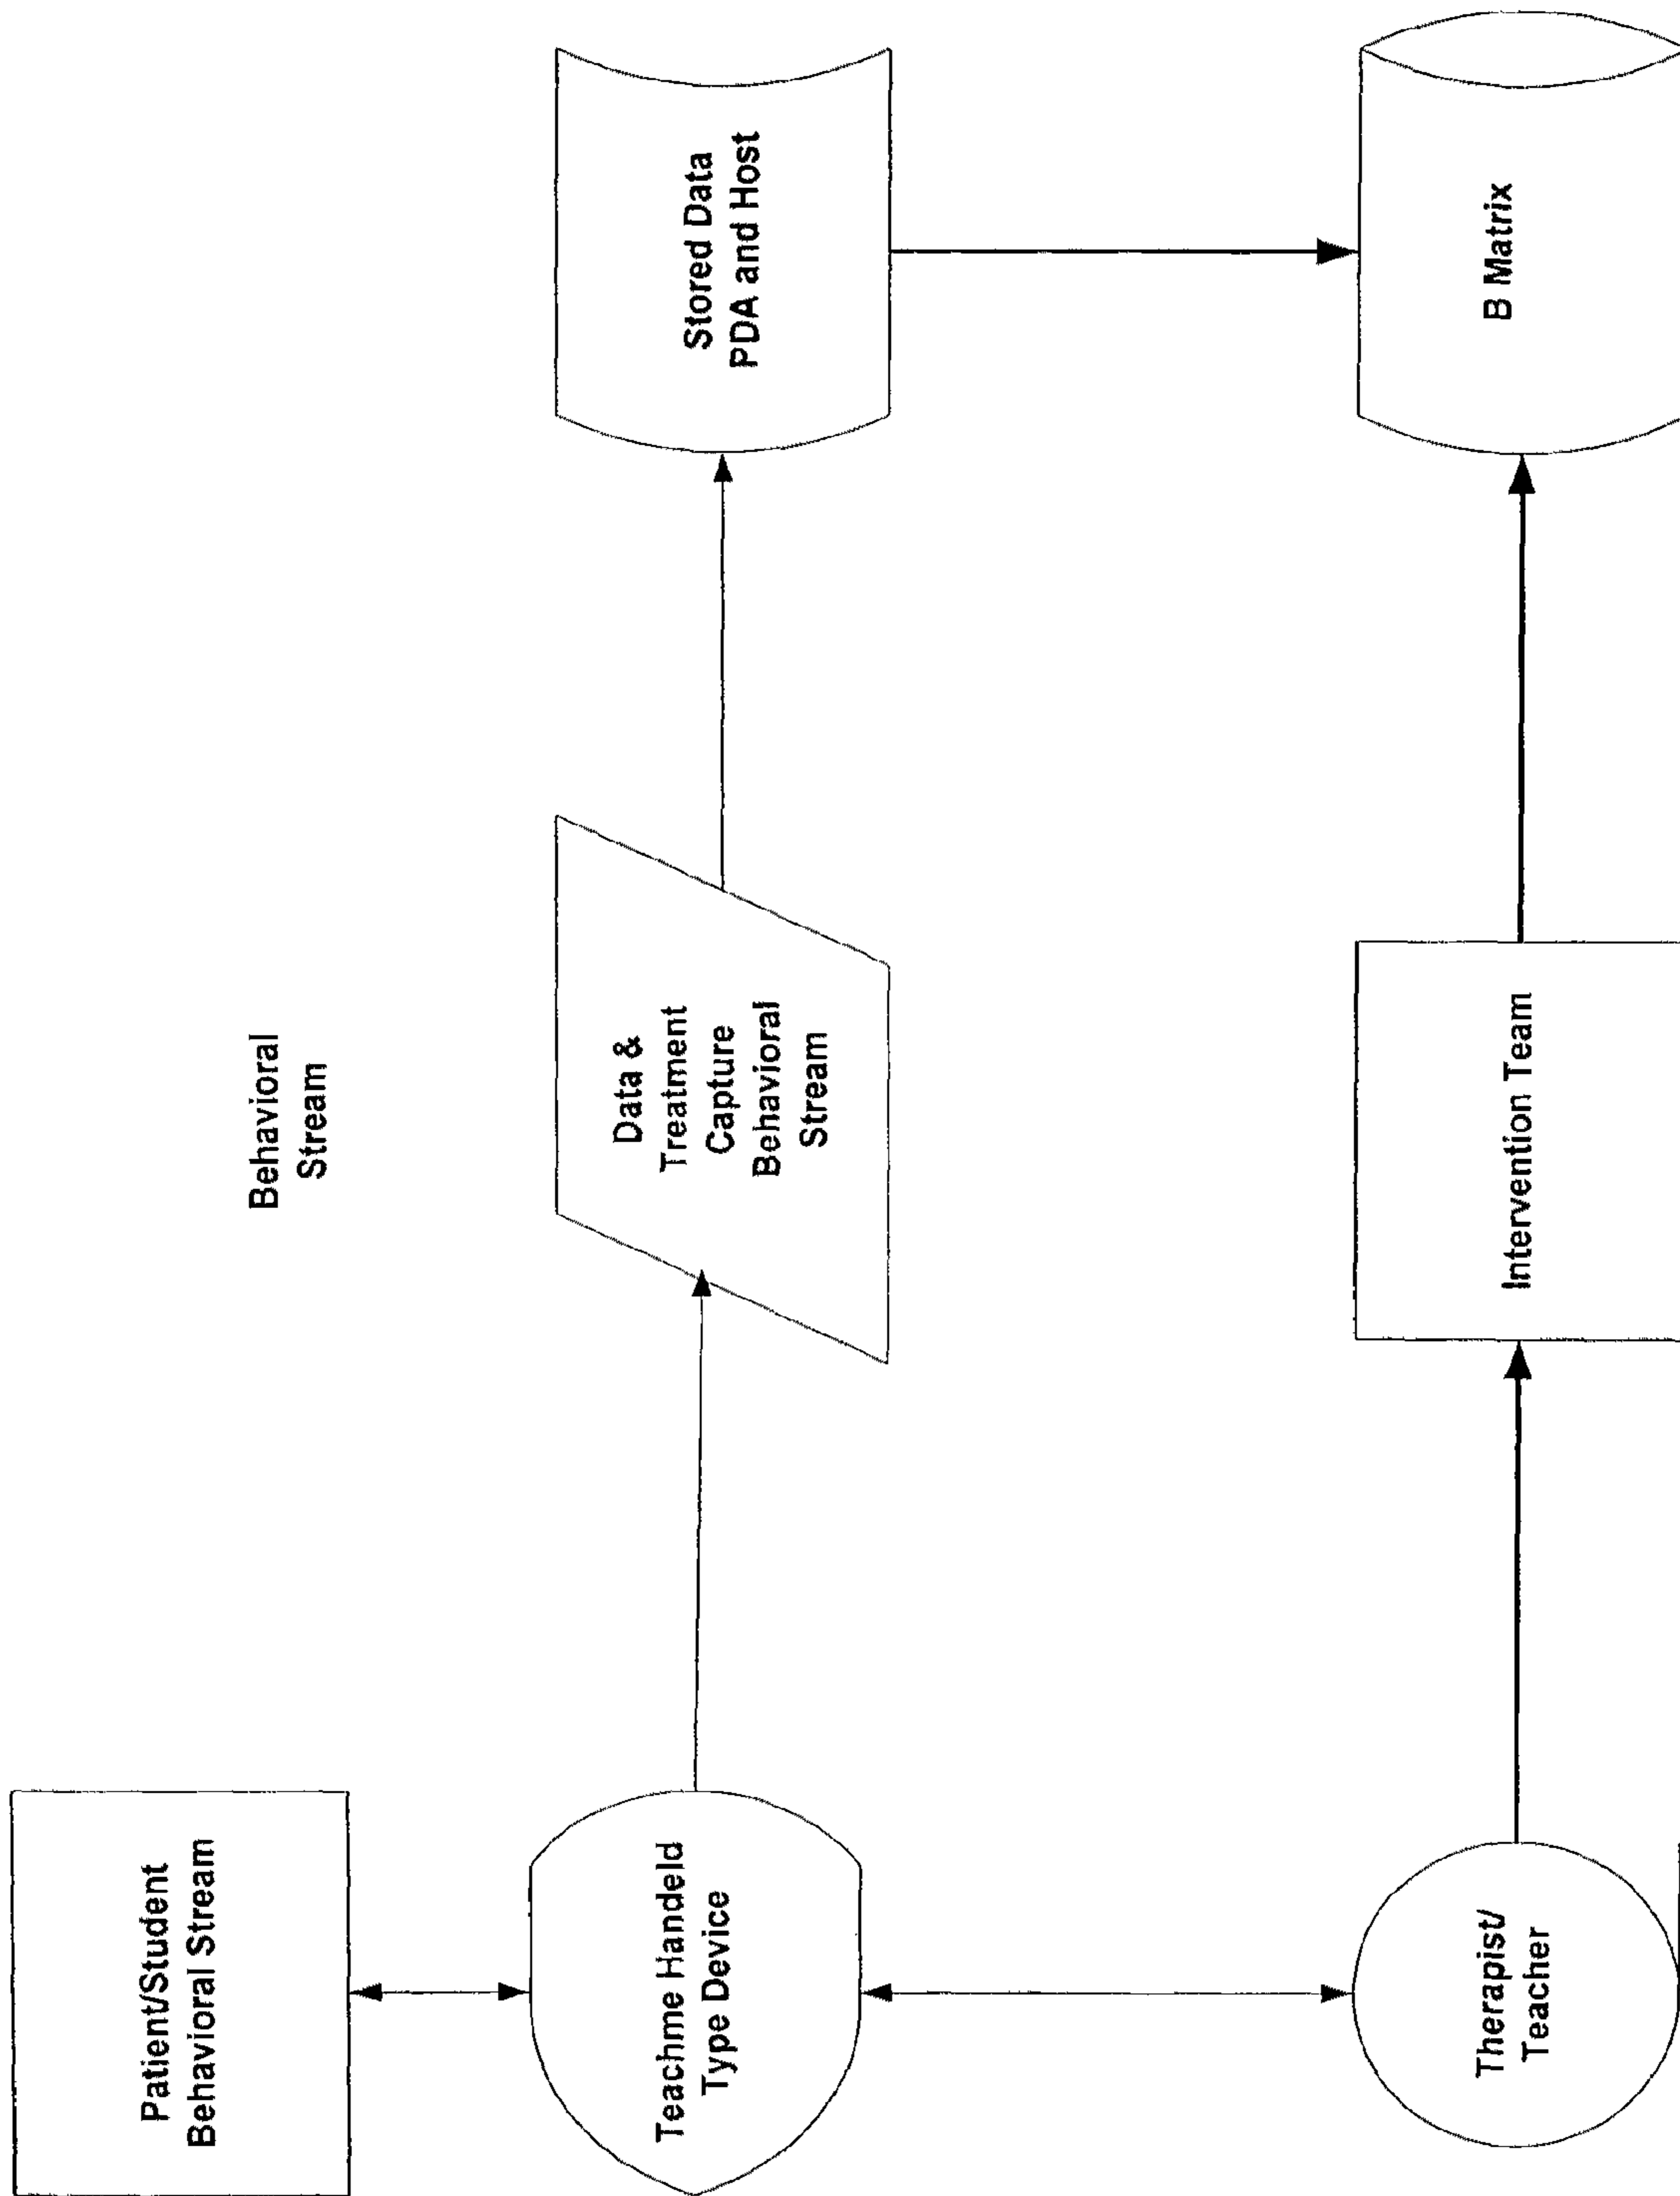 Behavioral
Stream
Patient/Student
Behavioral Stream
Teachme Handeld
Type Device
Data &
Treatment
Capture
Behavioral
Stream
Stored Data
PDA and Host
Therapist/
Teacher
Intervention Team
B Matrix